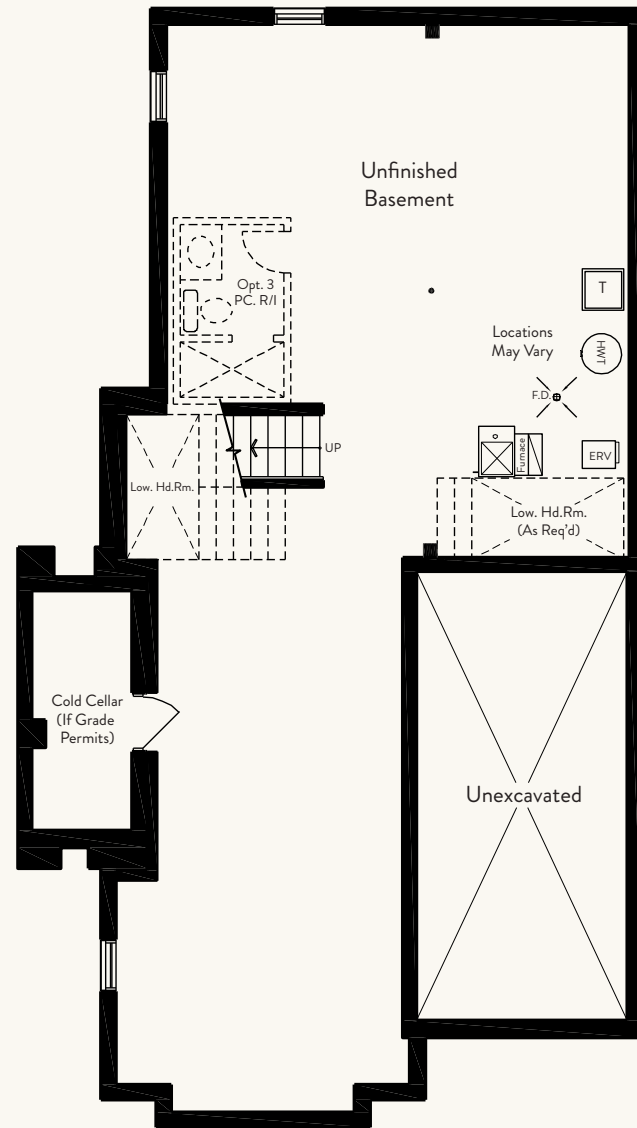 Unfinished
Basement
Opt. 3
PC. R/I
T
Locations
May Vary
HWT
F.D.
UP
Furnace
ERV
Low. Hd.Rm.
Low. Hd.Rm.
(As Req'd)
Cold Cellar
(If Grade
Permits)
Unexcavated